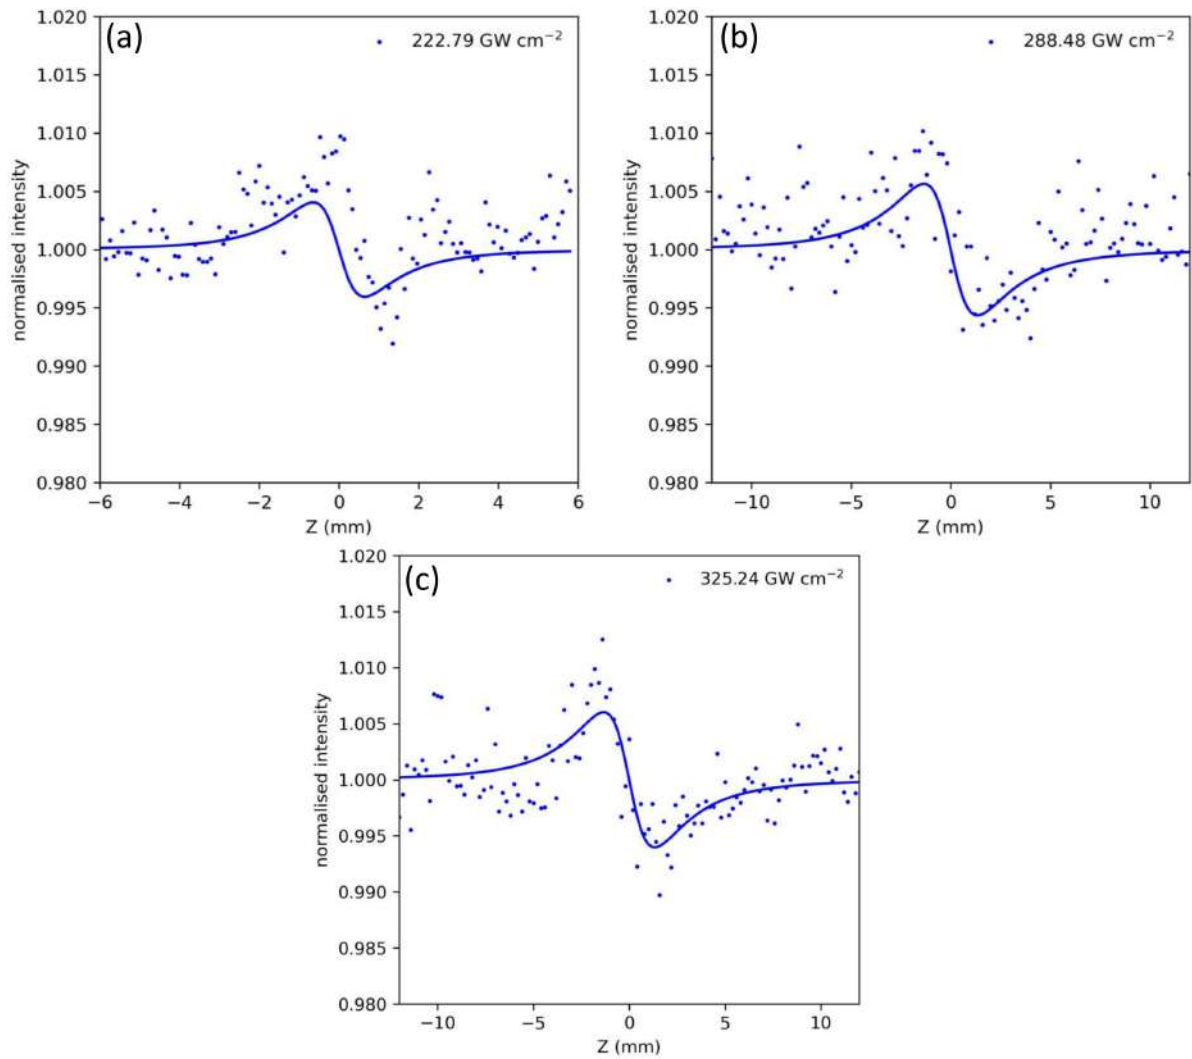 (a)
222.79 GW cm⁻²
1.020
1.015
1.010
1.005
1.000
0.995
0.990
0.985
0.980
normalised intensity
−6 −4 −2 0 2 4 6
Z (mm)
(b)
288.48 GW cm⁻²
1.020
1.015
1.010
1.005
1.000
0.995
0.990
0.985
0.980
normalised intensity
−10 −5 0 5 10
Z (mm)
(c)
325.24 GW cm⁻²
1.020
1.015
1.010
1.005
1.000
0.995
0.990
0.985
0.980
normalised intensity
−10 −5 0 5 10
Z (mm)